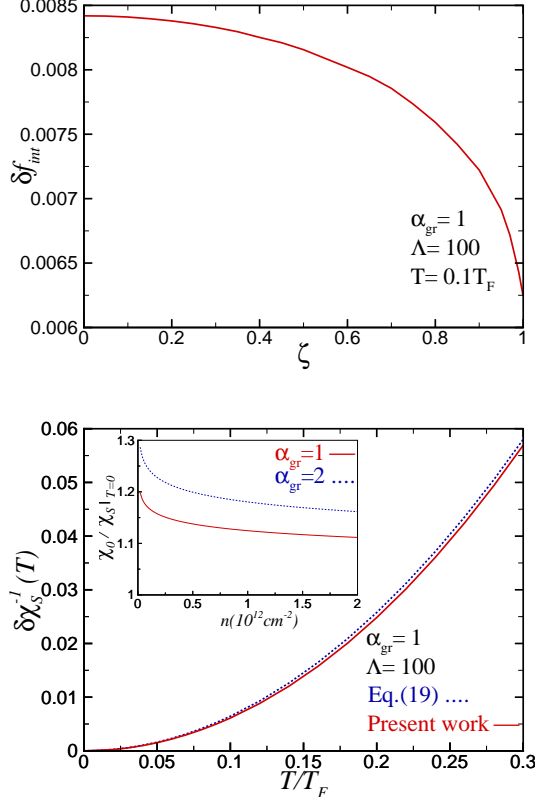 0.0085
0.008
0.0075
0.007
0.0065
0.006
δf_int
α_gr= 1
Λ= 100
T= 0.1T_F
0 0.2 0.4 0.6 0.8 1
ζ
0.06
0.05
0.04
0.03
0.02
0.01
0
δχ_S^-1(T)
1.3
1.2
1.1
1
χ_0 / χ_S|_T=0
α_gr=1
α_gr=2 ....
0 0.5 1 1.5 2
n(10^12cm^-2)
α_gr= 1
Λ= 100
Eq.(19) ....
Present work
0.05 0.1 0.15 0.2 0.25 0.3
T/T_F